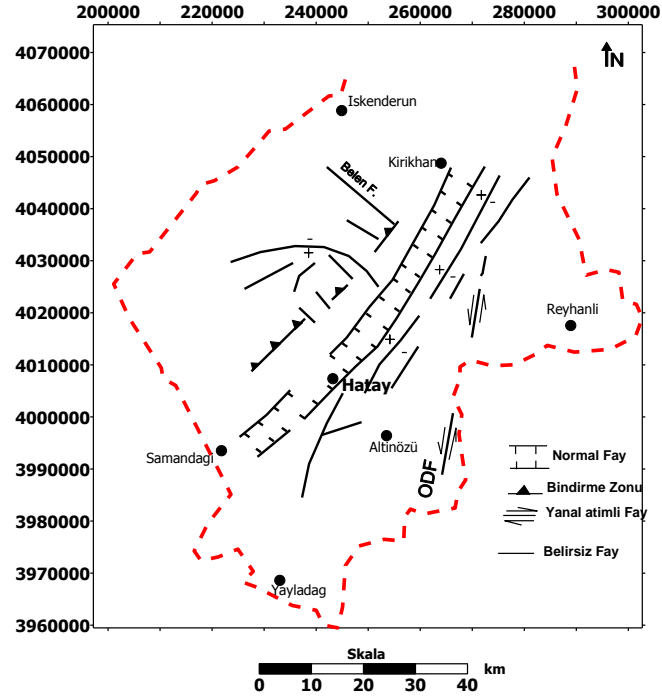 200000 220000 240000 260000 280000 300000
4070000
4060000
4050000
4040000
4030000
4020000
4010000
4000000
3990000
3980000
3970000
3960000
N
Iskenderun
Kirikhan
Belen F.
+
-
-
+
+
-
Reyhanli
+
-
Hatay
Altinözü
Samandagi
ODF
Yayladag
Normal Fay
Bindirme Zonu
Yanal atimli Fay
Belirsiz Fay
Skala
0 10 20 30 40 km